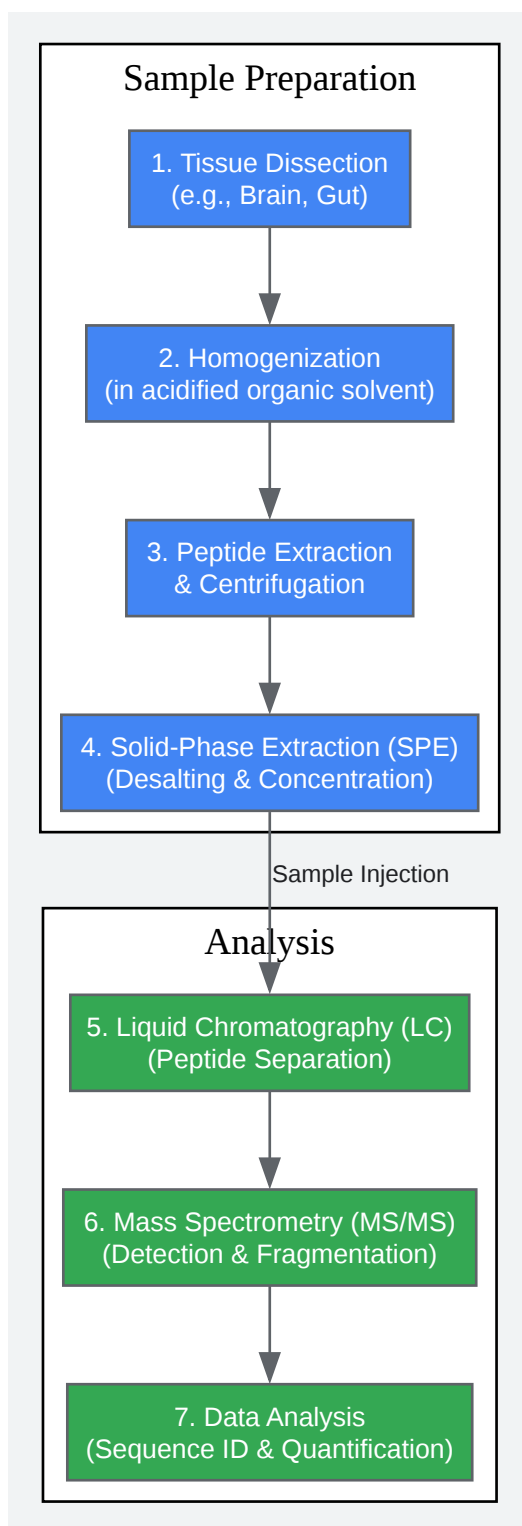 Sample Preparation
1. Tissue Dissection
(e.g., Brain, Gut)
2. Homogenization
(in acidified organic solvent)
3. Peptide Extraction
& Centrifugation
4. Solid-Phase Extraction (SPE)
(Desalting & Concentration)
Sample Injection
Analysis
5. Liquid Chromatography (LC)
(Peptide Separation)
6. Mass Spectrometry (MS/MS)
(Detection & Fragmentation)
7. Data Analysis
(Sequence ID & Quantification)